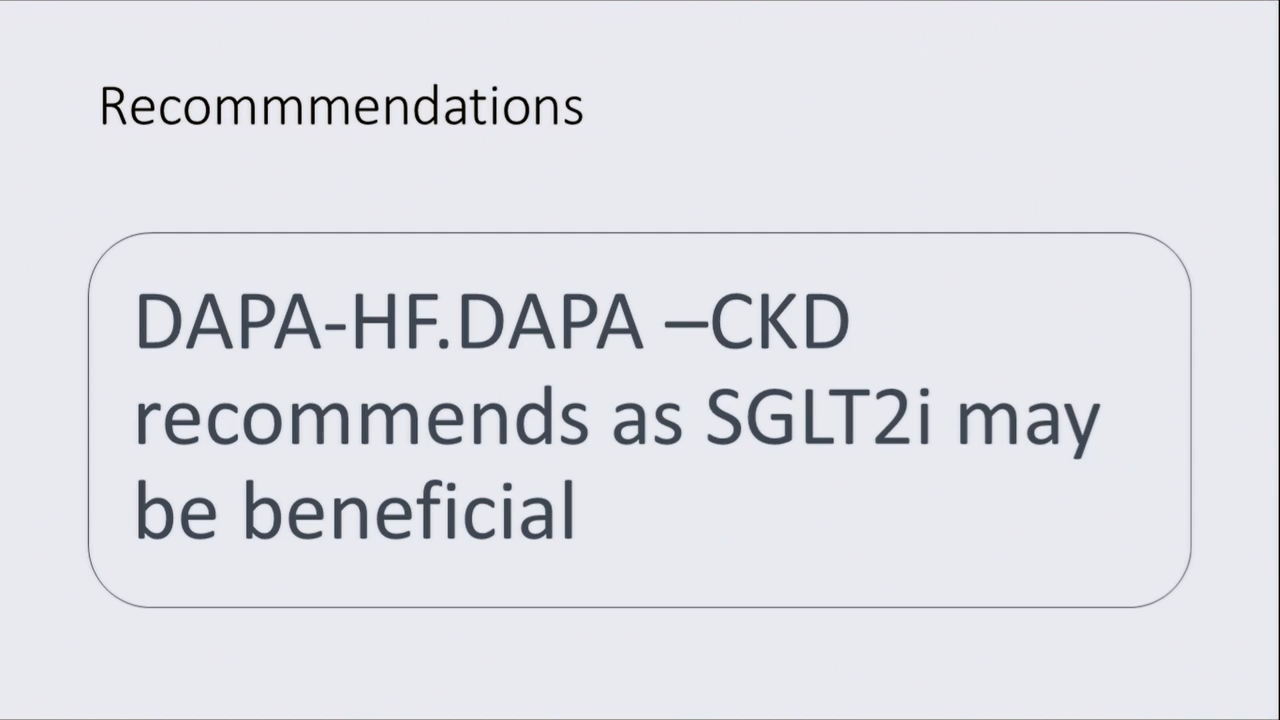 Recommmendations
DAPA-HF.DAPA –CKD
recommends as SGLT2i may
be beneficial